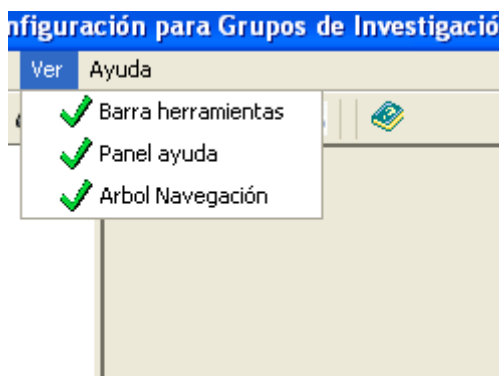 nfiguración para Grupos de Investigació
Ver Ayuda
Barra herramientas
Panel ayuda
Arbol Navegación